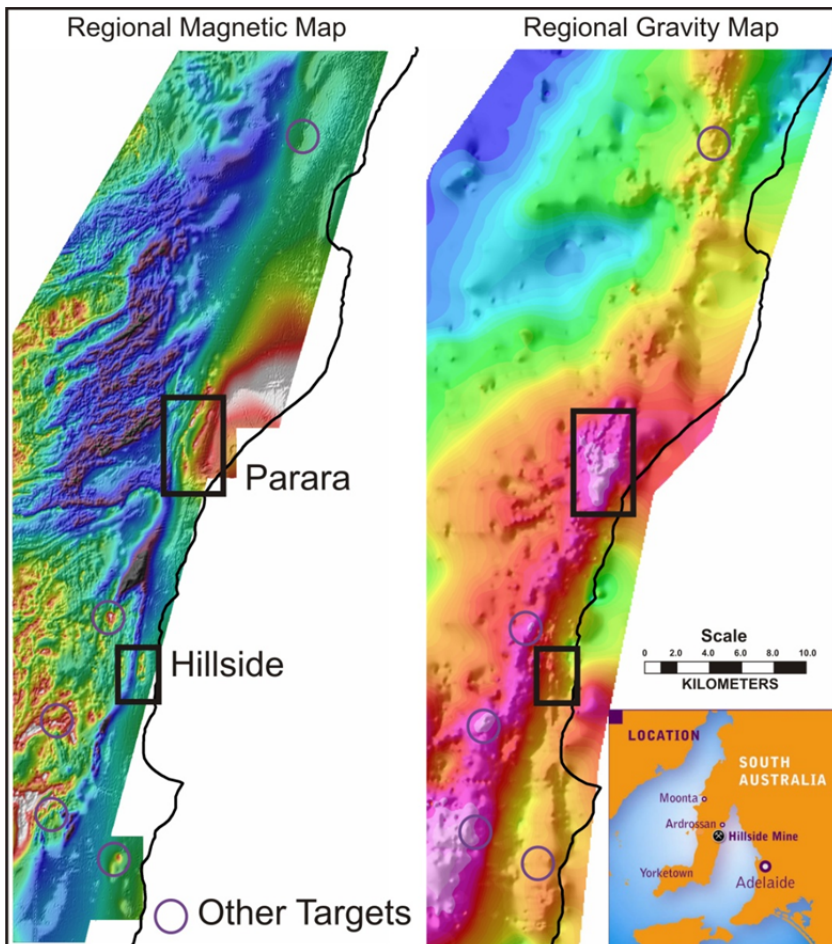 Regional Magnetic Map
Regional Gravity Map
Parara
Hillside
Other Targets
Scale
0 2.0 4.0 6.0 8.0 10.0
KILOMETERS
LOCATION
SOUTH
AUSTRALIA
Moonta
Ardrossan
Hillside Mine
Yorketown
Adelaide